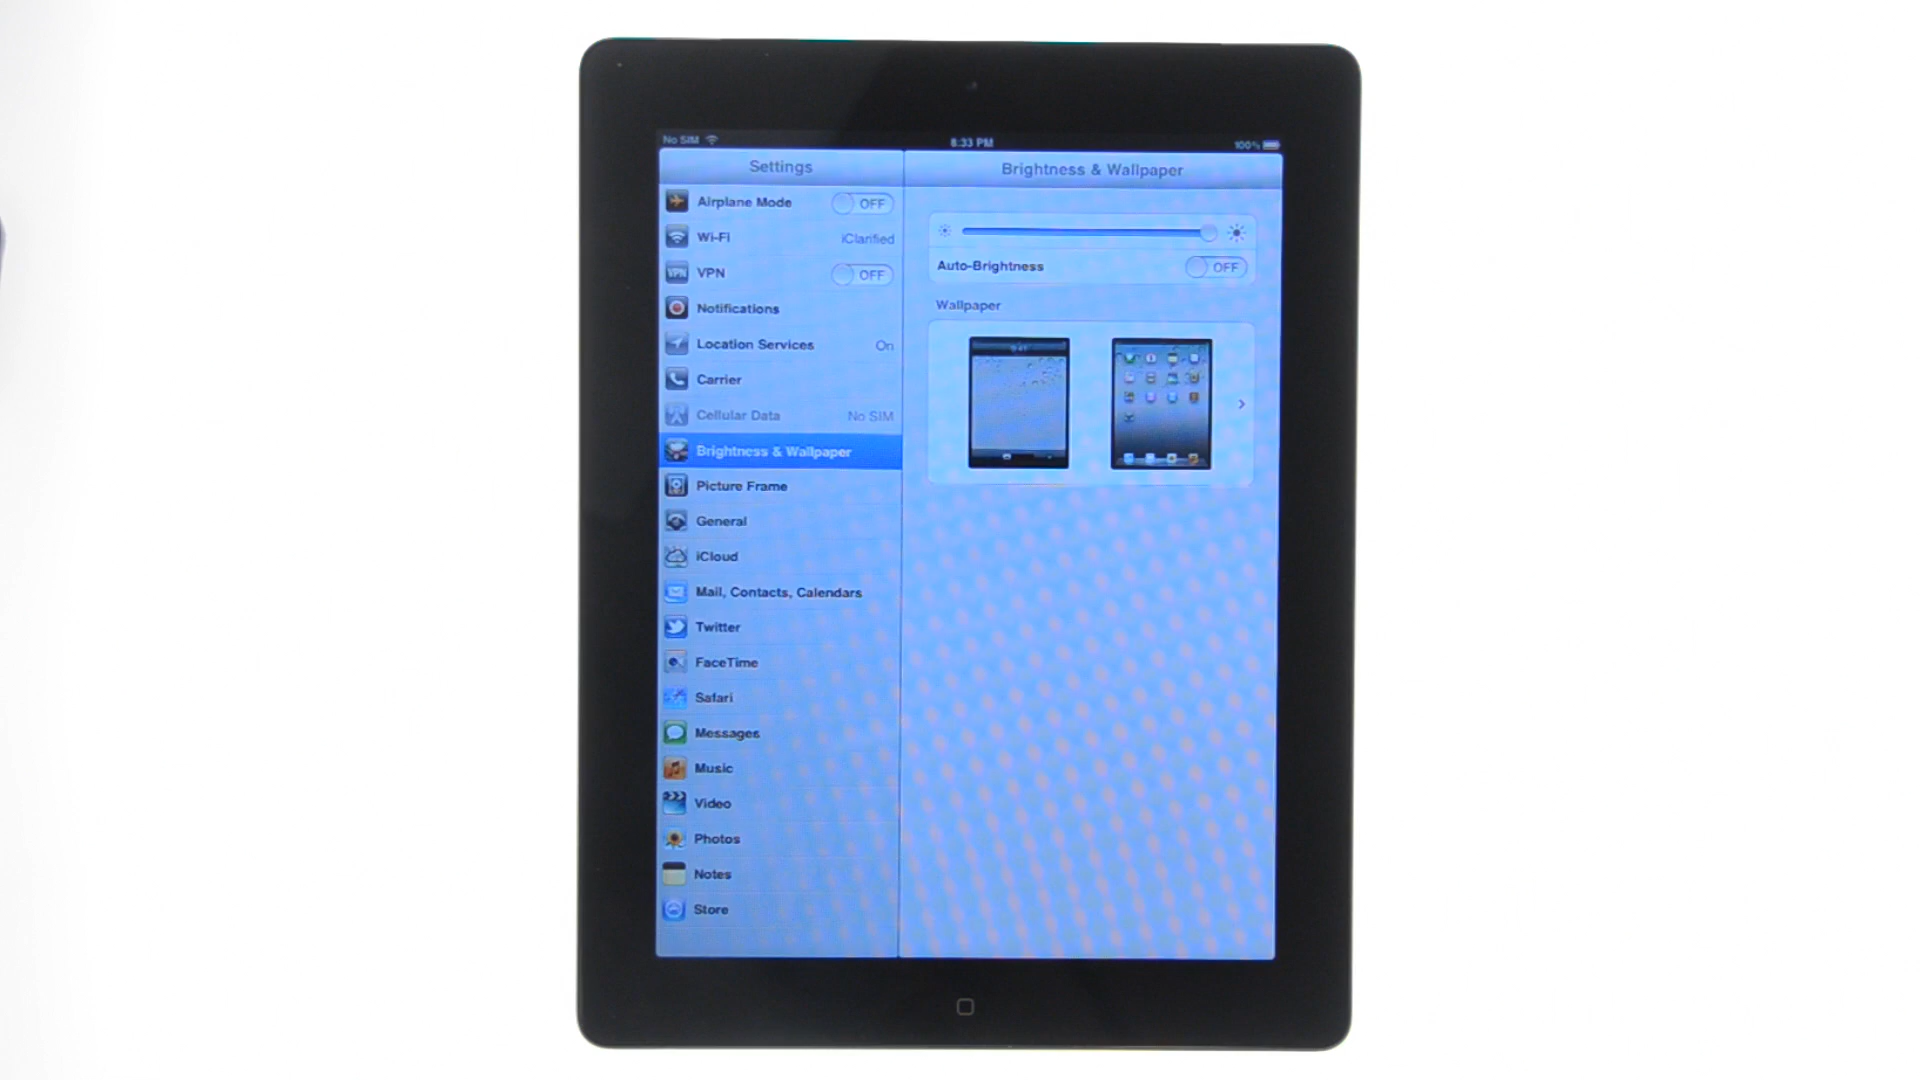 No SIM 8:33 PM 100%
Settings
Brightness & Wallpaper
Airplane Mode OFF
Wi-Fi iClarified
VPN VPN OFF
Notifications
Location Services On
Carrier
Cellular Data No SIM
Brightness & Wallpaper
Picture Frame
General
iCloud
Mail, Contacts, Calendars
Twitter
FaceTime
Safari
Messages
Music
Video
Photos
Notes
Store
Auto-Brightness OFF
Wallpaper